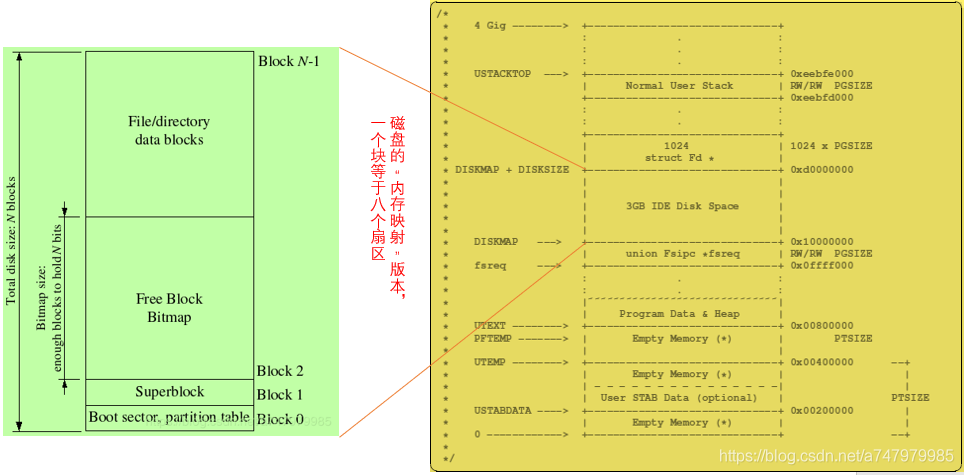 Block N-1
File/directory
data blocks
Total disk size: N blocks
Bitmap size:
enough blocks to hold N bits
Free Block
Bitmap
Block 2
Superblock
Block 1
Boot sector, partition table
Block 0
磁盘的“内存映射”版本，
一个块等于八个扇区
/*
* 4 Gig --------> +------------------------------+
* : . :
* : . :
* : . :
* USTACKTOP ---> +------------------------------+ 0xeebfe000
* | Normal User Stack | RW/RW PGSIZE
* +------------------------------+ 0xeebfd000
* : . :
* : . :
* +------------------------------+
* | 1024 | 1024 x PGSIZE
* | struct Fd * |
* DISKMAP + DISKSIZE +------------------------------+ 0xd0000000
* | |
* | 3GB IDE Disk Space |
* | |
* DISKMAP ---> +------------------------------+ 0x10000000
* | union Fsipc *fsreq | RW/RW PGSIZE
* fsreq ---> +------------------------------+ 0x0ffff000
* . .
* . .
* |~~~~~~~~~~~~~~~~~~~~~~~~~~~~~~|
* | Program Data & Heap |
* UTEXT --------> +------------------------------+ 0x00800000
* PFTEMP -------> | Empty Memory (*) | PTSIZE
* | |
* UTEMP --------> +------------------------------+ 0x00400000 --+
* | Empty Memory (*) | |
* | - - - - - - - - - - - - - - -| |
* | User STAB Data (optional) | PTSIZE
* USTABDATA ----> +------------------------------+ 0x00200000 |
* | Empty Memory (*) | |
* 0 ------------> +------------------------------+ --+
*
*/
https://blog.csdn.net/a747979985